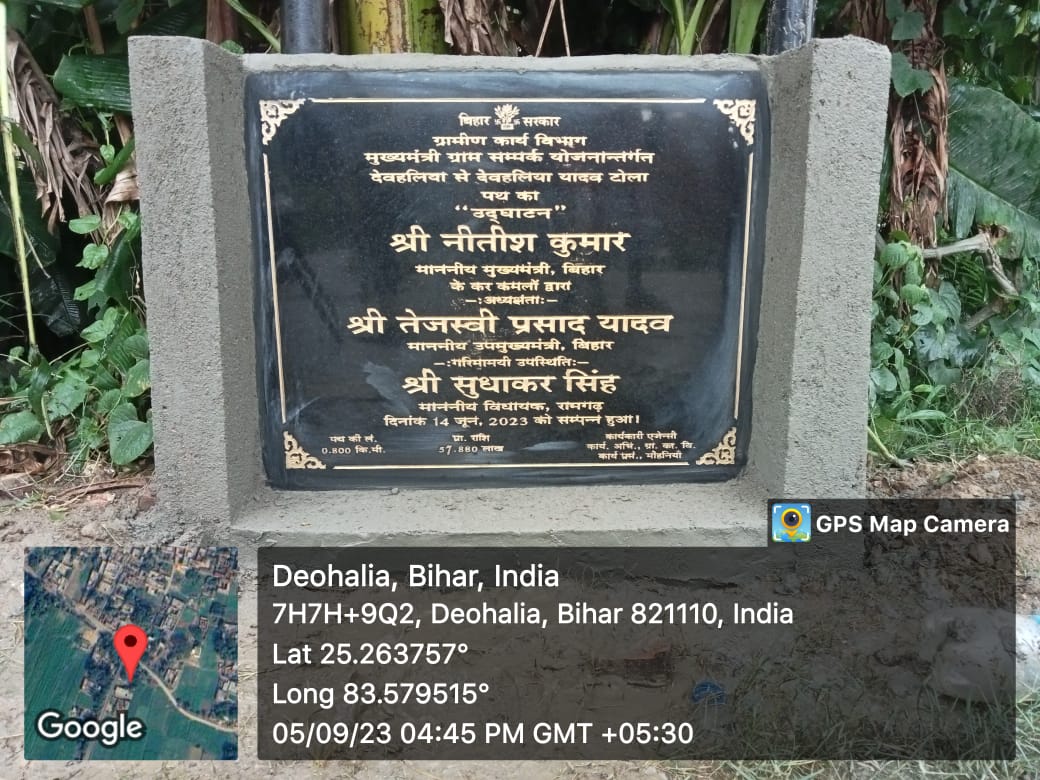 बिहार सरकार
ग्रामीण कार्य विभाग
मुख्यमंत्री ग्राम सम्पर्क योजनान्तर्गत
देवहलिया से देवहलिया यादव टोला
पथ का
“उद्घाटन”
श्री नीतीश कुमार
माननीय मुख्यमंत्री, बिहार
के कर कमलों द्वारा
—:अध्यक्षता:—
श्री तेजस्वी प्रसाद यादव
माननीय उपमुख्यमंत्री, बिहार
—:गरिमामयी उपस्थिति:—
श्री सुधाकर सिंह
माननीय विधायक, रामगढ़
दिनांक 14 जून, 2023 को सम्पन्न हुआ।
पथ की लं.
0.800 कि.मी.
प्रा. राशि
57.880 लाख
कार्यकारी एजेन्सी
कार्य. अभि., ग्रा. का. वि.
कार्य प्रमं., मोहनियाँ
GPS Map Camera
Deohalia, Bihar, India
7H7H+9Q2, Deohalia, Bihar 821110, India
Lat 25.263757°
Long 83.579515°
05/09/23 04:45 PM GMT +05:30
Google